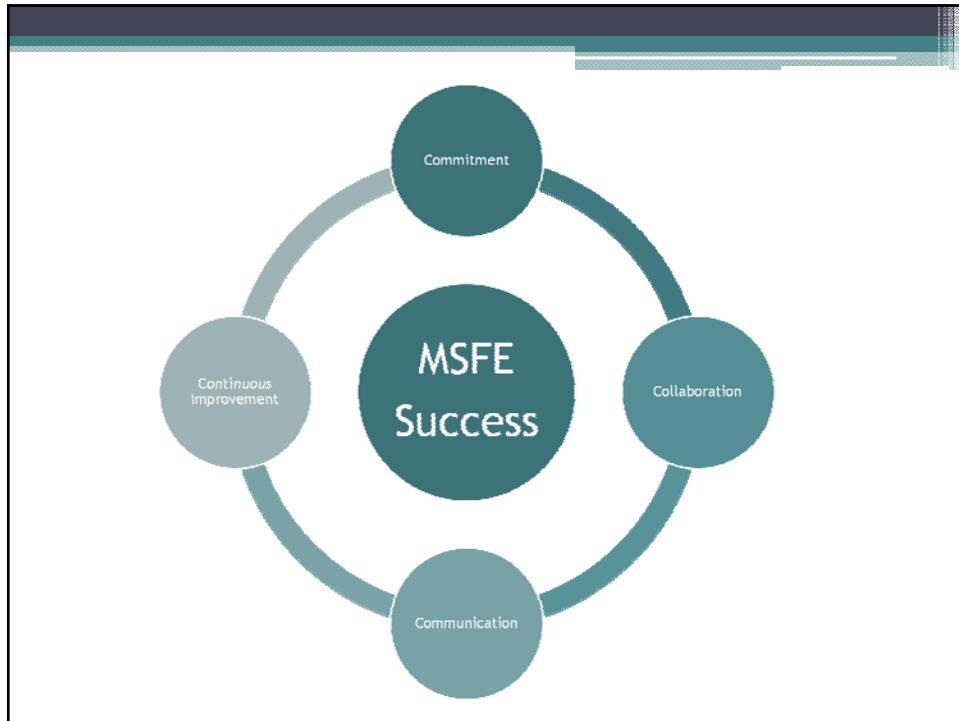 Commitment
MSFE
Success
Continuous
Improvement
Collaboration
Communication